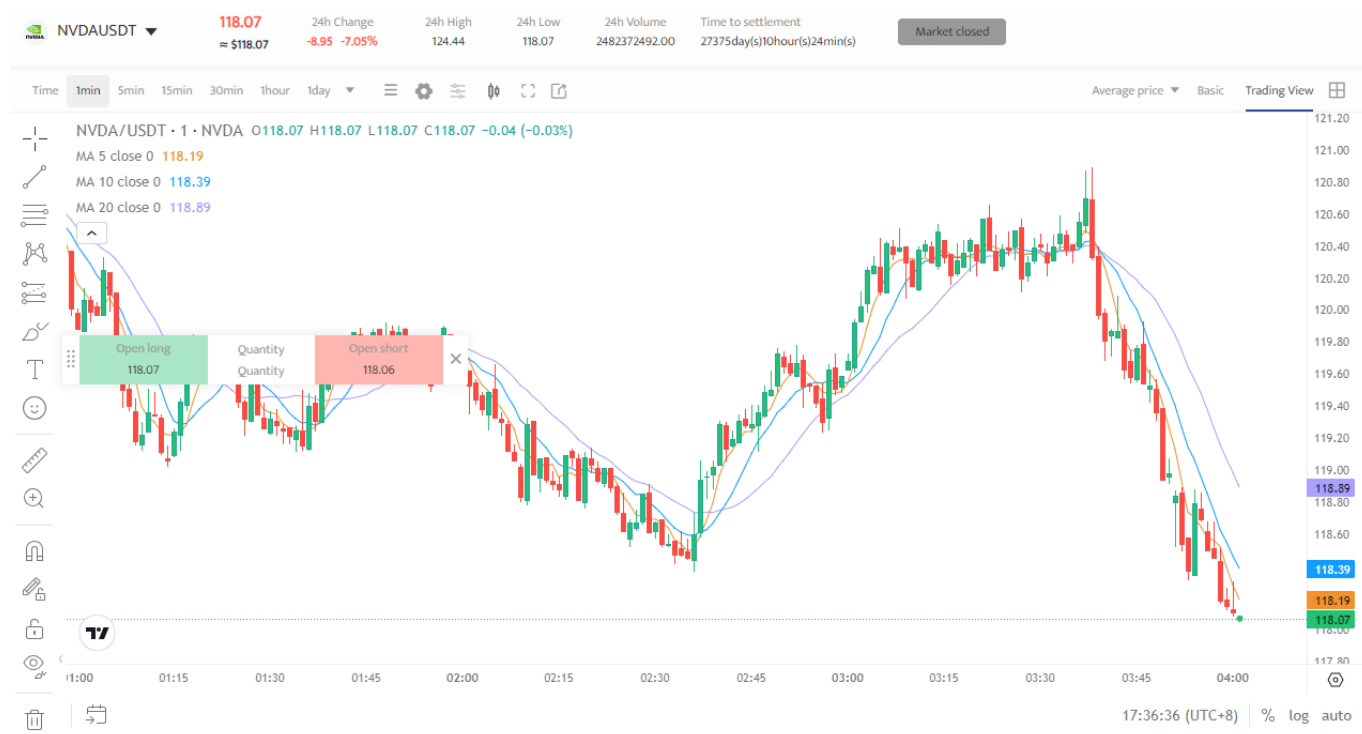 NVIDIA
NVDAUSDT
118.07
≈ $118.07
24h Change
-8.95 -7.05%
24h High
124.44
24h Low
118.07
24h Volume
2482372492.00
Time to settlement
27375day(s)10hour(s)24min(s)
Market closed
Time 1min 5min 15min 30min 1hour 1day
Average price Basic Trading View
NVDA/USDT · 1 · NVDA O118.07 H118.07 L118.07 C118.07 −0.04 (−0.03%)
MA 5 close 0 118.19
MA 10 close 0 118.39
MA 20 close 0 118.89
Open long
118.07
Quantity
Quantity
Open short
118.06
121.20
121.00
120.80
120.60
120.40
120.20
120.00
119.80
119.60
119.40
119.20
119.00
118.89
118.80
118.60
118.39
118.19
118.07
118.00
117.80
01:00 01:15 01:30 01:45 02:00 02:15 02:30 02:45 03:00 03:15 03:30 03:45 04:00
17:36:36 (UTC+8) % log auto